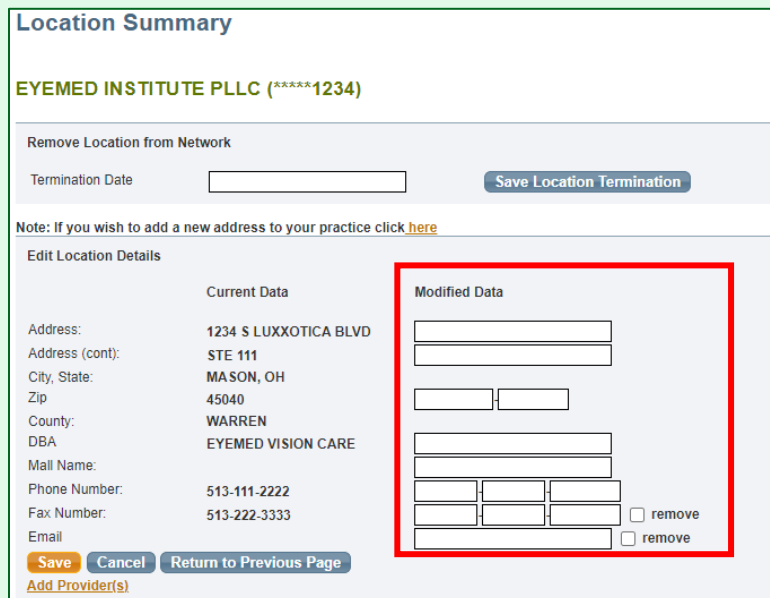 Location Summary
EYEMED INSTITUTE PLLC (*****1234)
Remove Location from Network
Termination Date Save Location Termination
Note: If you wish to add a new address to your practice click here
Edit Location Details
Current Data Modified Data
Address: 1234 S LUXXOTICA BLVD
Address (cont): STE 111
City, State: MASON, OH
Zip 45040 -
County: WARREN
DBA EYEMED VISION CARE
Mall Name:
Phone Number: 513-111-2222 - -
Fax Number: 513-222-3333 - - remove
Email remove
Save Cancel Return to Previous Page
Add Provider(s)